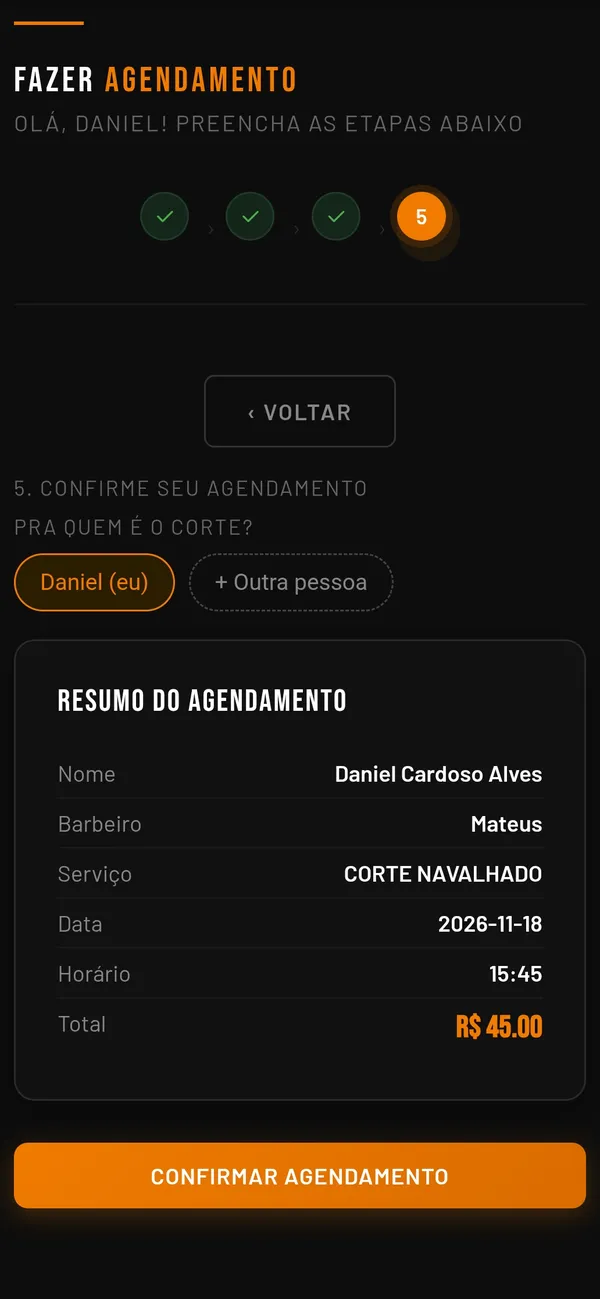 FAZER AGENDAMENTO
OLÁ, DANIEL! PREENCHA AS ETAPAS ABAIXO
✓ › ✓ › ✓ › 5
‹ VOLTAR
5. CONFIRME SEU AGENDAMENTO
PRA QUEM É O CORTE?
Daniel (eu) + Outra pessoa
RESUMO DO AGENDAMENTO
Nome Daniel Cardoso Alves
Barbeiro Mateus
Serviço CORTE NAVALHADO
Data 2026-11-18
Horário 15:45
Total R$ 45.00
CONFIRMAR AGENDAMENTO